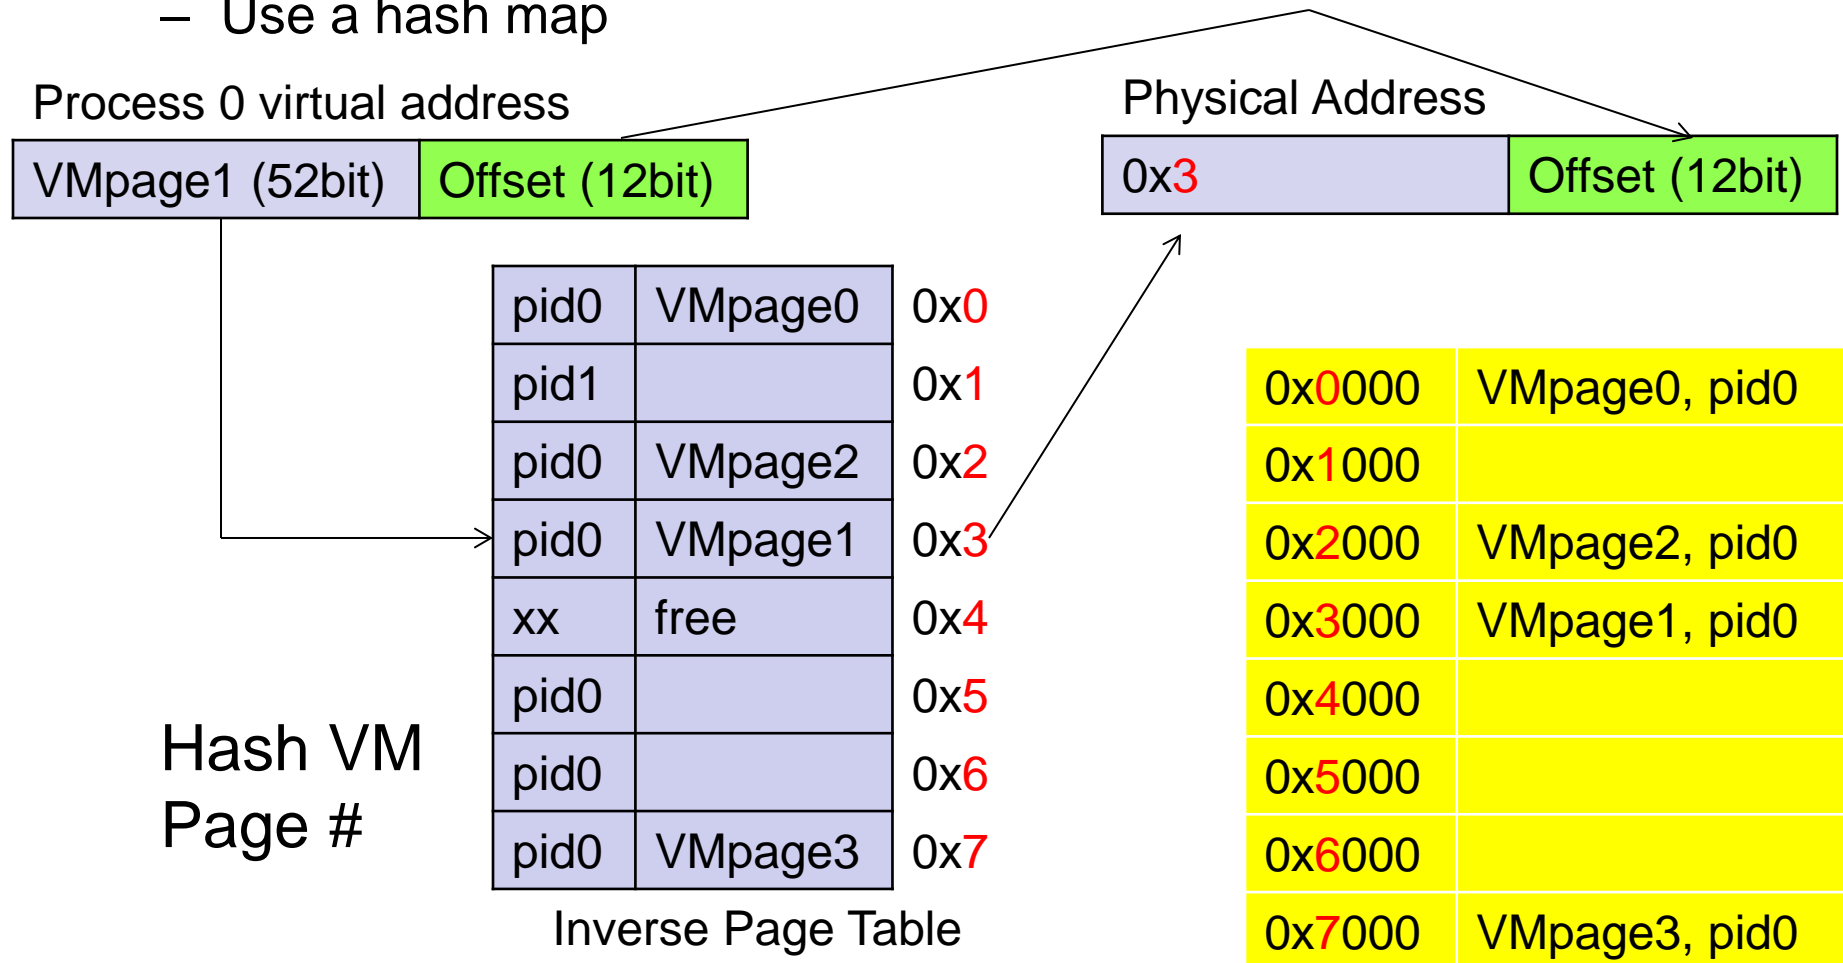 – Use a hash map
Process 0 virtual address
Physical Address
VMpage1 (52bit) Offset (12bit)
0x3 Offset (12bit)
pid0 VMpage0 0x0
pid1 0x1
pid0 VMpage2 0x2
pid0 VMpage1 0x3
xx free 0x4
pid0 0x5
pid0 0x6
pid0 VMpage3 0x7
Inverse Page Table
Hash VM
Page #
0x0000 VMpage0, pid0
0x1000
0x2000 VMpage2, pid0
0x3000 VMpage1, pid0
0x4000
0x5000
0x6000
0x7000 VMpage3, pid0